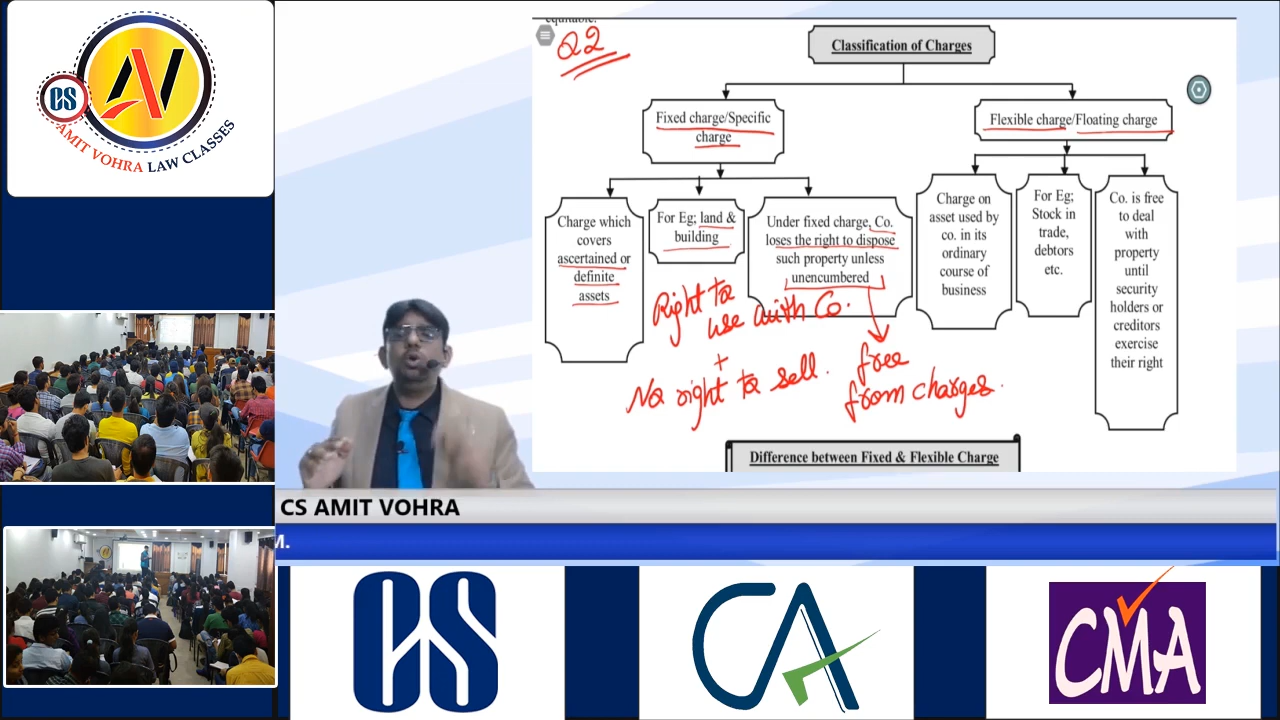 AV
CS
AMIT VOHRA LAW CLASSES
equitable.
Q2
Classification of Charges
Fixed charge/Specific
charge
Flexible charge/Floating charge
Charge which
covers
ascertained or
definite
assets
For Eg; land &
building
Under fixed charge, Co.
loses the right to dispose
such property unless
unencumbered
Charge on
asset used by
co. in its
ordinary
course of
business
For Eg;
Stock in
trade,
debtors
etc.
Co. is free
to deal
with
property
until
security
holders or
creditors
exercise
their right
Right to
use with Co.
+
No right to sell.
free
from charges.
Difference between Fixed & Flexible Charge
CS AMIT VOHRA
M.
CS
CA
CMA